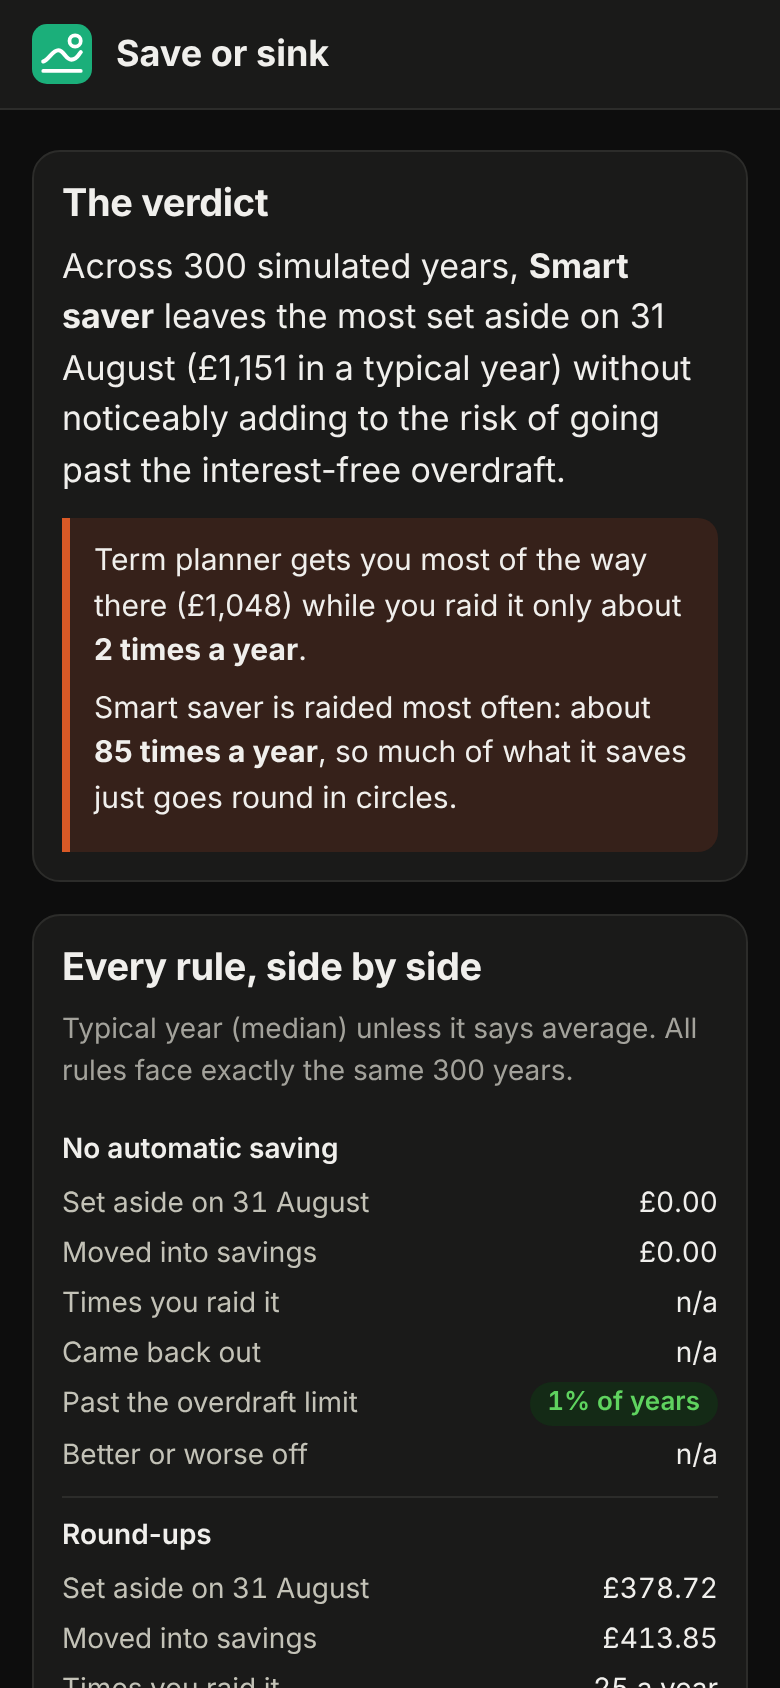 Save or sink
The verdict
Across 300 simulated years, Smart
saver leaves the most set aside on 31
August (£1,151 in a typical year) without
noticeably adding to the risk of going
past the interest-free overdraft.
Term planner gets you most of the way
there (£1,048) while you raid it only about
2 times a year.
Smart saver is raided most often: about
85 times a year, so much of what it saves
just goes round in circles.
Every rule, side by side
Typical year (median) unless it says average. All
rules face exactly the same 300 years.
No automatic saving
Set aside on 31 August £0.00
Moved into savings £0.00
Times you raid it n/a
Came back out n/a
Past the overdraft limit 1% of years
Better or worse off n/a
Round-ups
Set aside on 31 August £378.72
Moved into savings £413.85
Times you raid it 25 a year